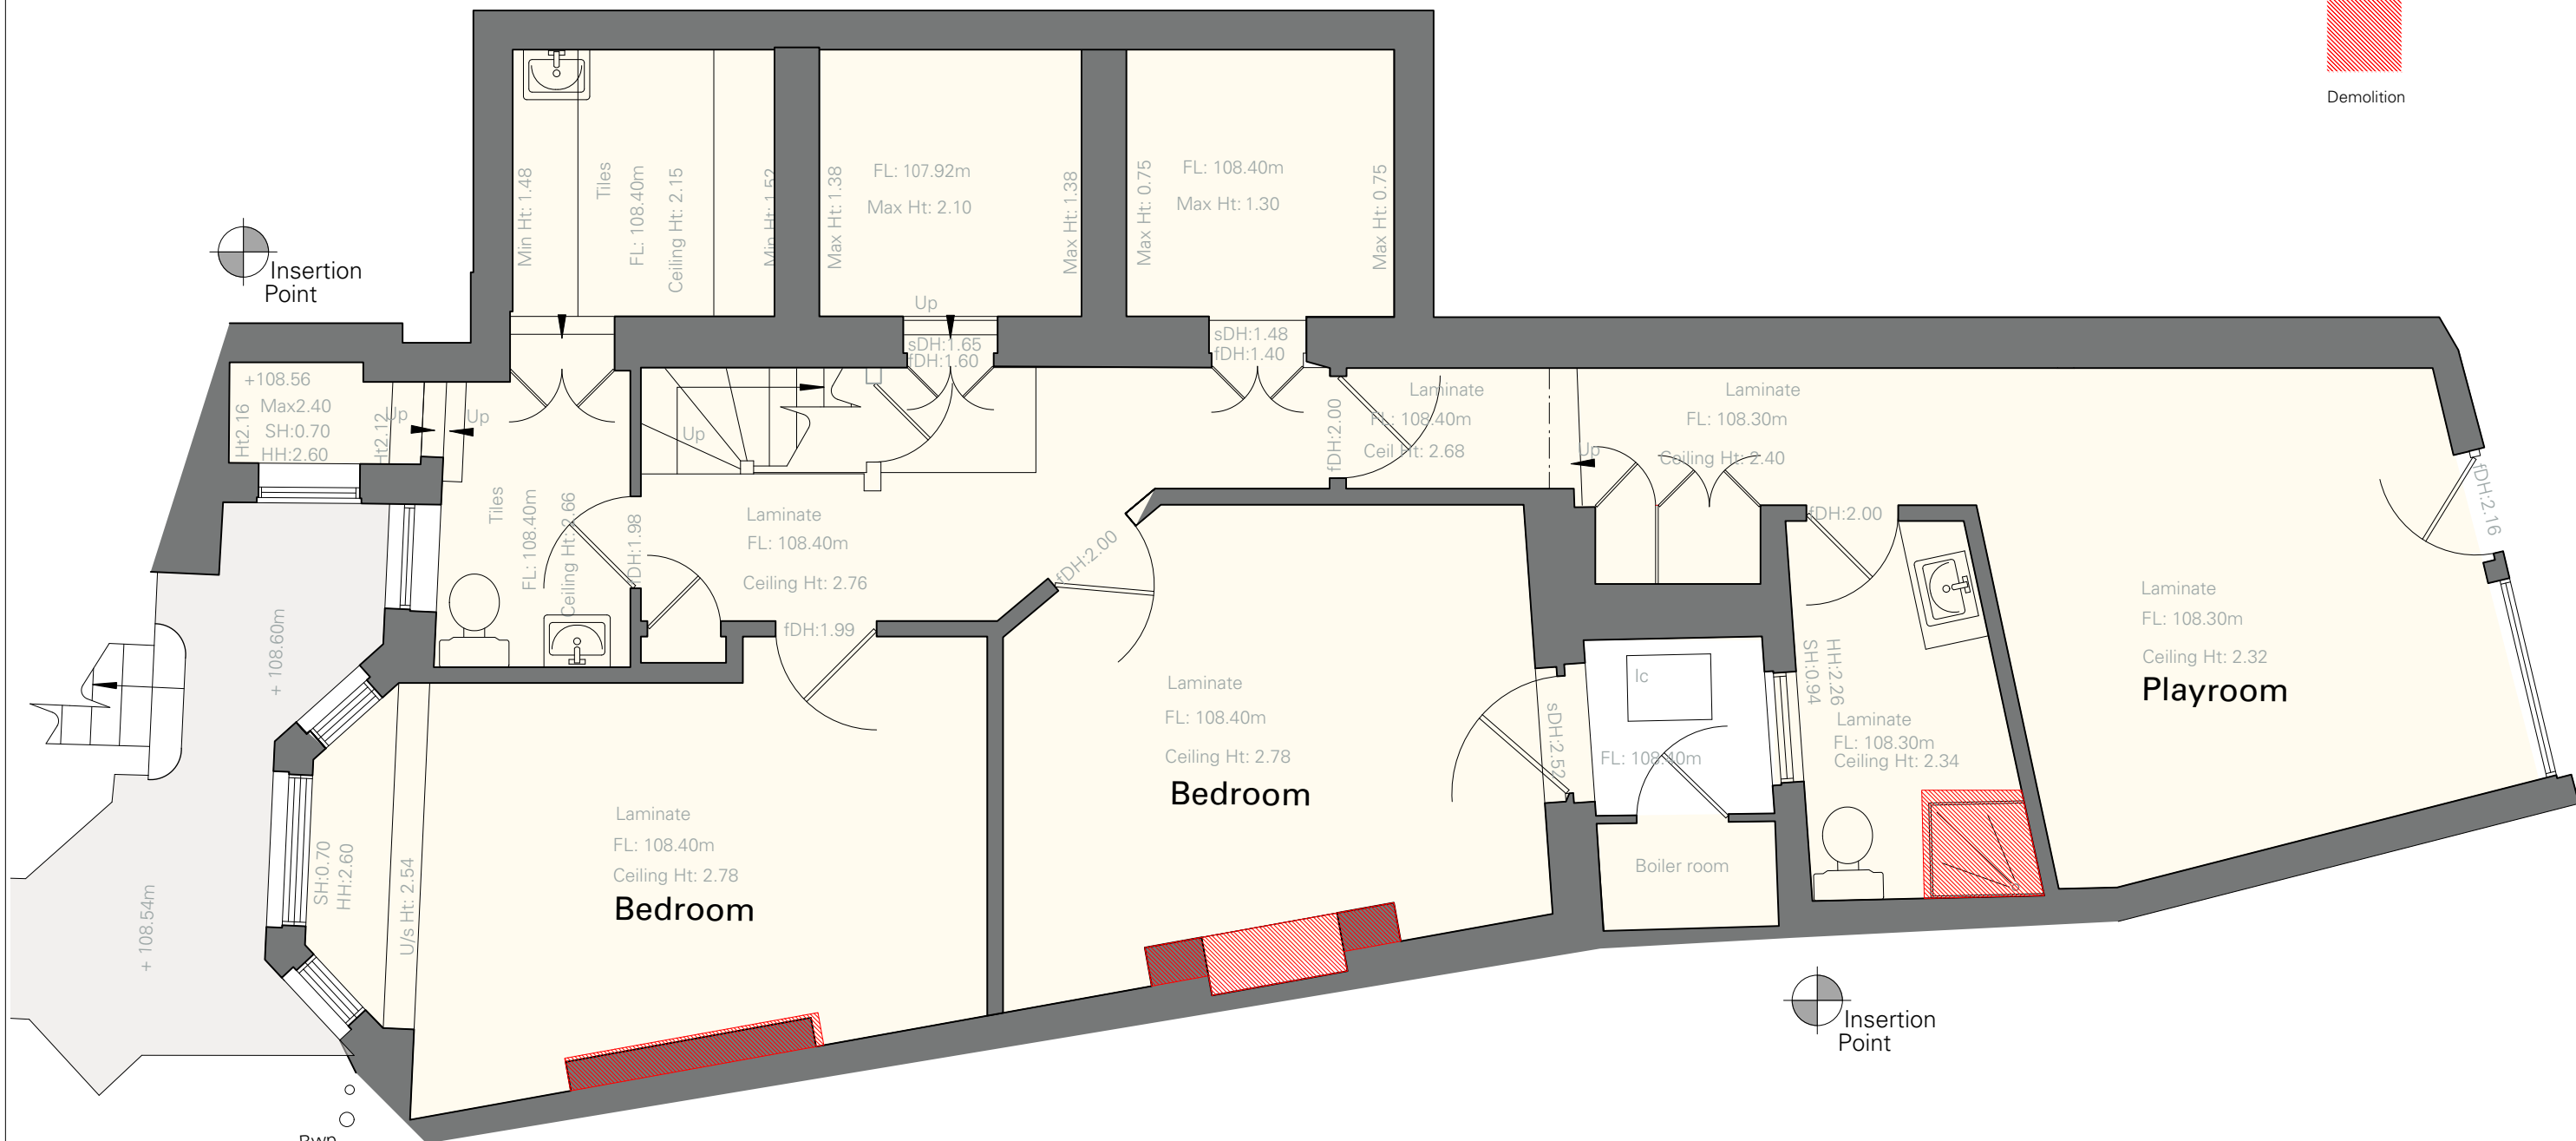 Demolition
Insertion
Point
Min Ht: 1.48
Tiles
FL: 108.40m
Ceiling Ht: 2.15
Min Ht: 1.52
Max Ht: 1.38
FL: 107.92m
Max Ht: 2.10
Max Ht: 1.38
Up
Max Ht: 0.75
FL: 108.40m
Max Ht: 1.30
Max Ht: 0.75
sDH:1.65
fDH:1.60
sDH:1.48
fDH:1.40
+108.56
Max2.40
SH:0.70
HH:2.60
Ht2.16
Ht2.12
Up
Up
Tiles
FL: 108.40m
Ceiling Ht: 2.66
fDH:1.98
Up
Laminate
FL: 108.40m
Ceiling Ht: 2.76
fDH:1.99
fDH:2.00
fDH:2.00
Laminate
FL: 108.40m
Ceil Ht: 2.68
Up
Laminate
FL: 108.30m
Ceiling Ht: 2.40
fDH:2.00
fDH:2.16
+ 108.60m
+ 108.54m
SH:0.70
HH:2.60
U/s Ht: 2.54
Laminate
FL: 108.40m
Ceiling Ht: 2.78
Bedroom
Laminate
FL: 108.40m
Ceiling Ht: 2.78
Bedroom
sDH:2.52
Ic
FL: 108.40m
Boiler room
SH:0.94
HH:2.26
Laminate
FL: 108.30m
Ceiling Ht: 2.34
Laminate
FL: 108.30m
Ceiling Ht: 2.32
Playroom
Insertion
Point
Rwp